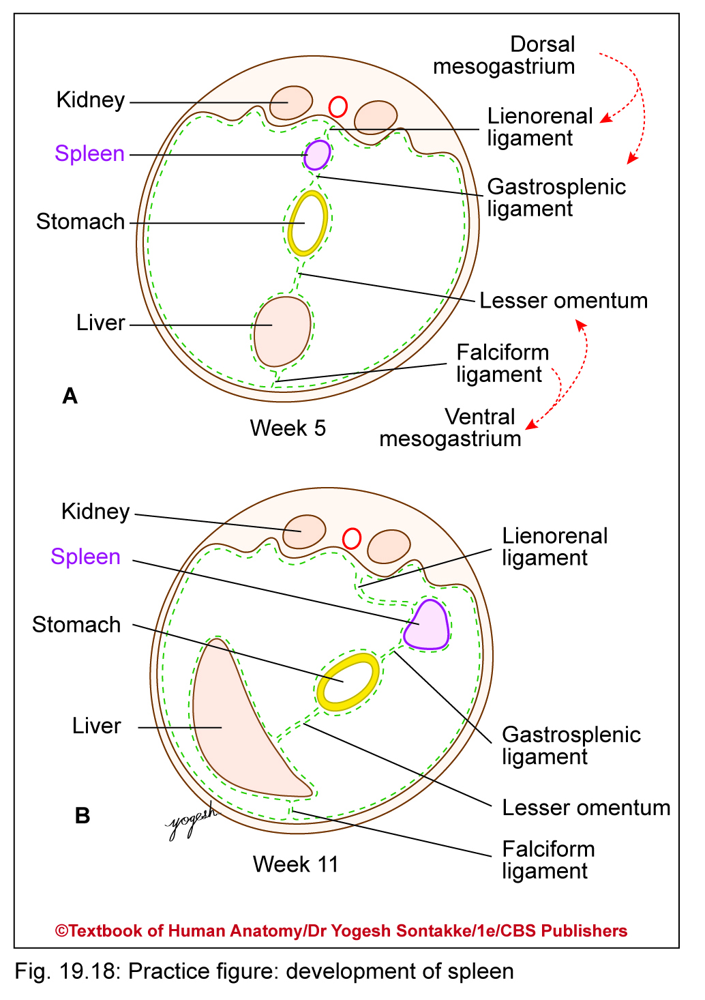 Dorsal
mesogastrium
Kidney
Lienorenal
ligament
Spleen
Gastrosplenic
ligament
Stomach
Lesser omentum
Liver
Falciform
ligament
A
Ventral
mesogastrium
Week 5
Kidney
Lienorenal
ligament
Spleen
Stomach
Liver
Gastrosplenic
ligament
Lesser omentum
B
yogesh
Falciform
ligament
Week 11
©Textbook of Human Anatomy/Dr Yogesh Sontakke/1e/CBS Publishers
Fig. 19.18: Practice figure: development of spleen